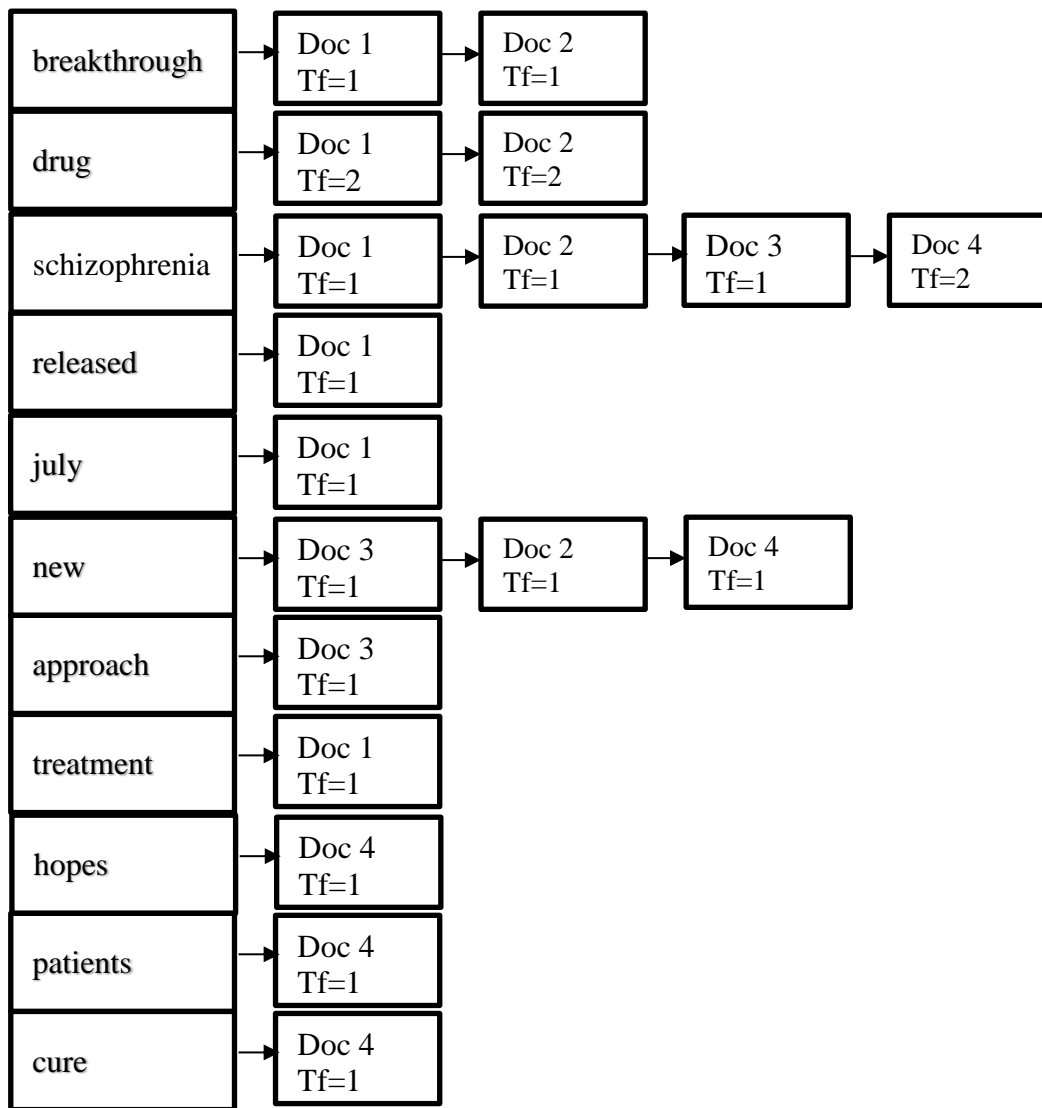 breakthrough
Doc 1
Tf=1
Doc 2
Tf=1
drug
Doc 1
Tf=2
Doc 2
Tf=2
schizophrenia
Doc 1
Tf=1
Doc 2
Tf=1
Doc 3
Tf=1
Doc 4
Tf=2
released
Doc 1
Tf=1
july
Doc 1
Tf=1
new
Doc 3
Tf=1
Doc 2
Tf=1
Doc 4
Tf=1
approach
Doc 3
Tf=1
treatment
Doc 1
Tf=1
hopes
Doc 4
Tf=1
patients
Doc 4
Tf=1
cure
Doc 4
Tf=1